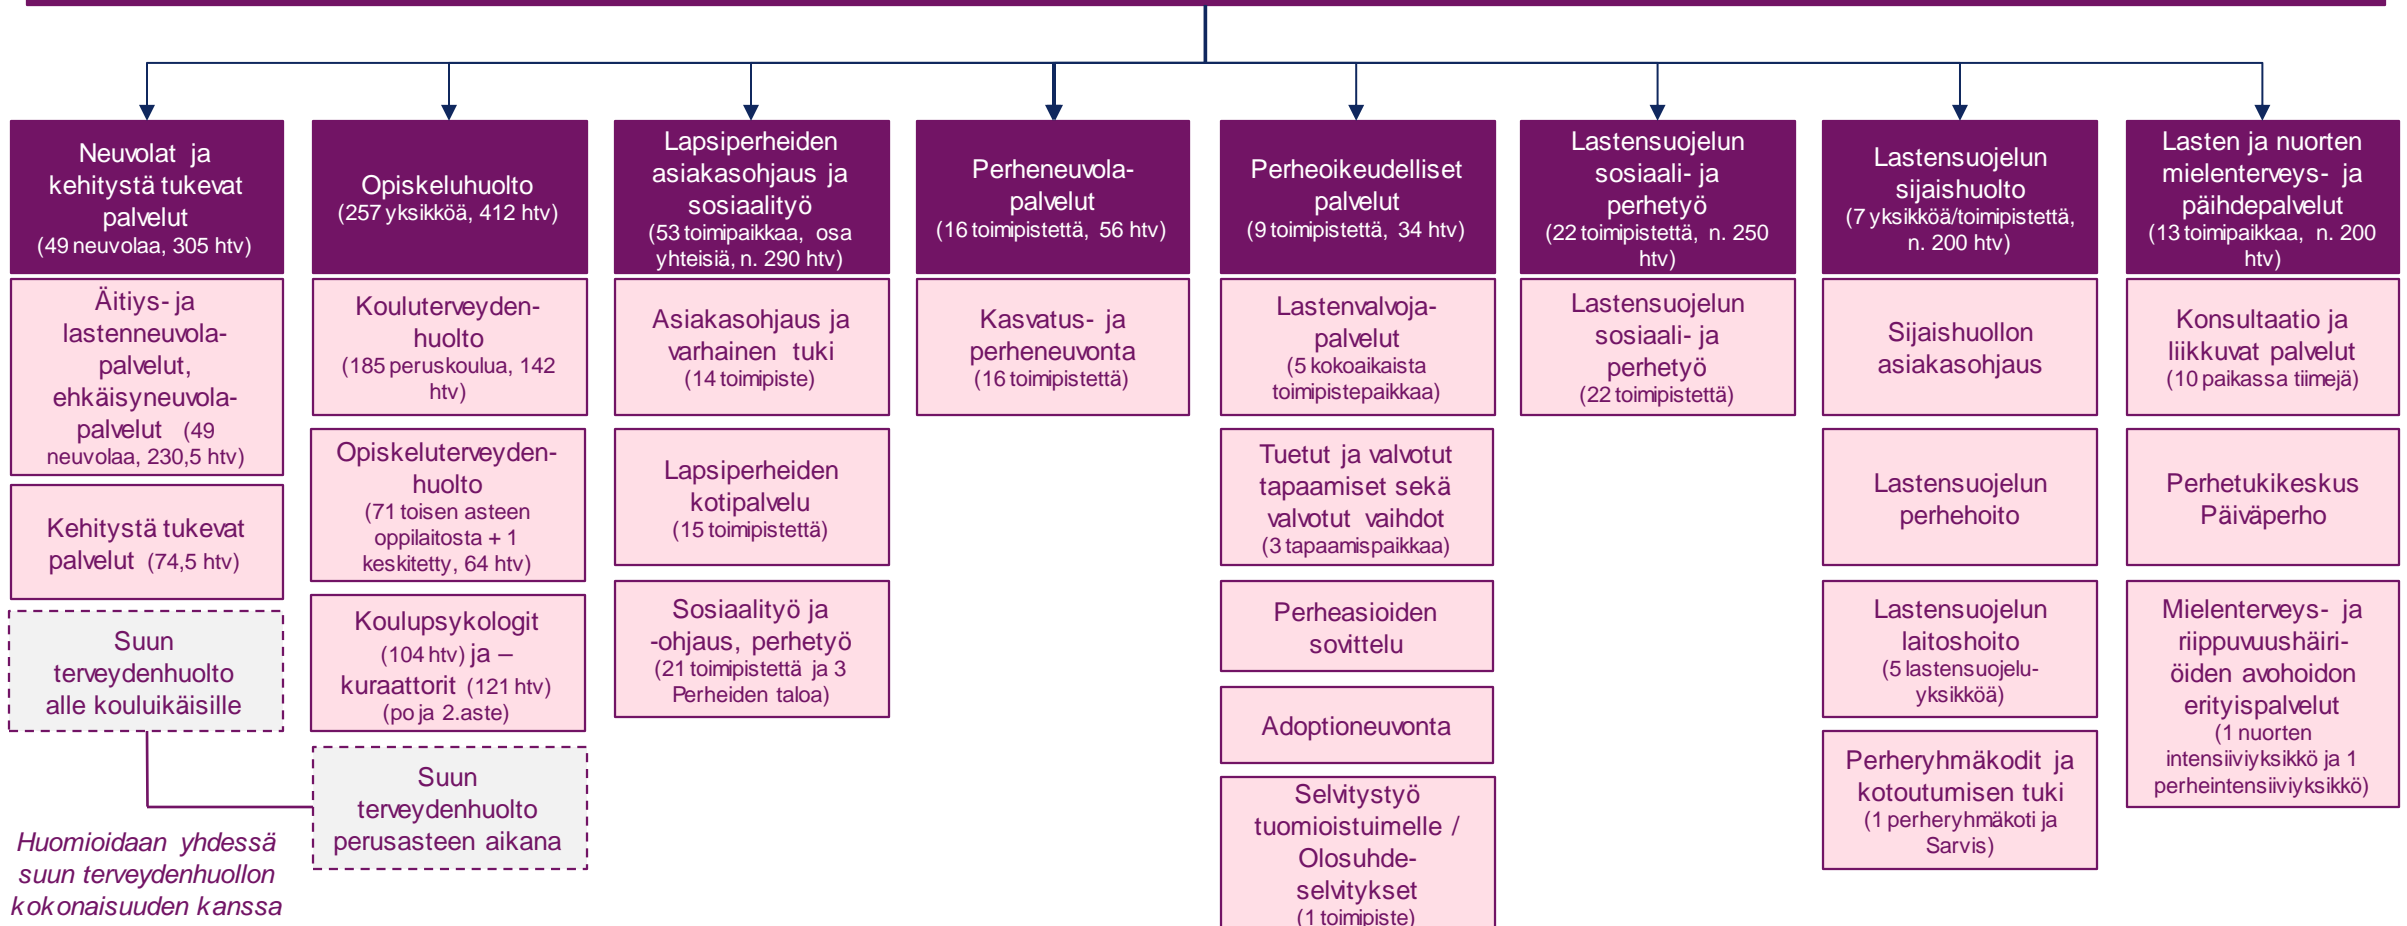 Neuvolat ja
kehitystä tukevat
palvelut
(49 neuvolaa, 305 htv)
Äitiys- ja
lastenneuvola-
palvelut,
ehkäisyneuvola-
palvelut (49
neuvolaa, 230,5 htv)
Kehitystä tukevat
palvelut (74,5 htv)
Suun
terveydenhuolto
alle kouluikäisille
Huomioidaan yhdessä
suun terveydenhuollon
kokonaisuuden kanssa
Opiskeluhuolto
(257 yksikköä, 412 htv)
Kouluterveyden-
huolto
(185 peruskoulua, 142
htv)
Opiskeluterveyden-
huolto
(71 toisen asteen
oppilaitosta + 1
keskitetty, 64 htv)
Koulupsykologit
(104 htv) ja –
kuraattorit (121 htv)
(po ja 2.aste)
Suun
terveydenhuolto
perusasteen aikana
Lapsiperheiden
asiakasohjaus ja
sosiaalityö
(53 toimipaikkaa, osa
yhteisiä, n. 290 htv)
Asiakasohjaus ja
varhainen tuki
(14 toimipiste)
Lapsiperheiden
kotipalvelu
(15 toimipistettä)
Sosiaalityö ja
-ohjaus, perhetyö
(21 toimipistettä ja 3
Perheiden taloa)
Perheneuvola-
palvelut
(16 toimipistettä, 56 htv)
Kasvatus- ja
perheneuvonta
(16 toimipistettä)
Perheoikeudelliset
palvelut
(9 toimipistettä, 34 htv)
Lastenvalvoja-
palvelut
(5 kokoaikaista
toimipistepaikkaa)
Tuetut ja valvotut
tapaamiset sekä
valvotut vaihdot
(3 tapaamispaikkaa)
Perheasioiden
sovittelu
Adoptioneuvonta
Selvitystyö
tuomioistuimelle /
Olosuhde-
selvitykset
(1 toimipiste)
Lastensuojelun
sosiaali- ja
perhetyö
(22 toimipistettä, n. 250
htv)
Lastensuojelun
sosiaali- ja
perhetyö
(22 toimipistettä)
Lastensuojelun
sijaishuolto
(7 yksikköä/toimipistettä,
n. 200 htv)
Sijaishuollon
asiakasohjaus
Lastensuojelun
perhehoito
Lastensuojelun
laitoshoito
(5 lastensuojelu-
yksikköä)
Perheryhmäkodit ja
kotoutumisen tuki
(1 perheryhmäkoti ja
Sarvis)
Lasten ja nuorten
mielenterveys- ja
päihdepalvelut
(13 toimipaikkaa, n. 200
htv)
Konsultaatio ja
liikkuvat palvelut
(10 paikassa tiimejä)
Perhetukikeskus
Päiväperho
Mielenterveys- ja
riippuvuushäiri-
öiden avohoidon
erityispalvelut
(1 nuorten
intensiiviyksikkö ja 1
perheintensiiviyksikkö)